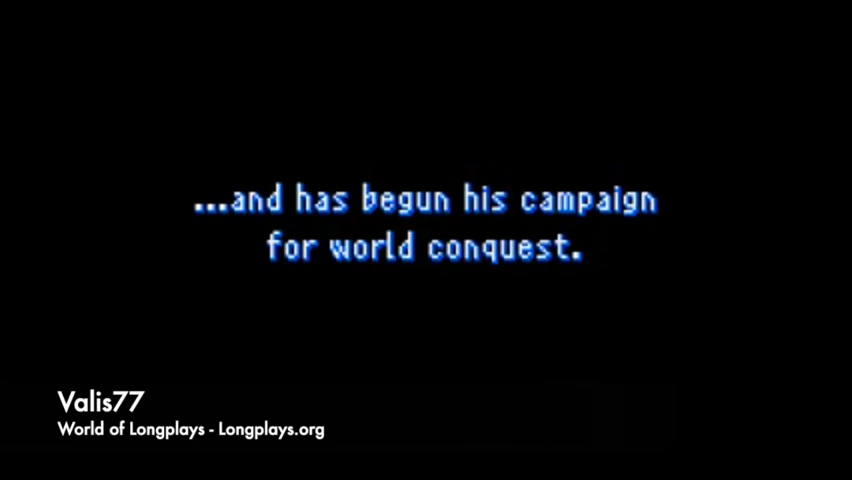 ...and has begun his campaign
for world conquest.
Valis77
World of Longplays - Longplays.org